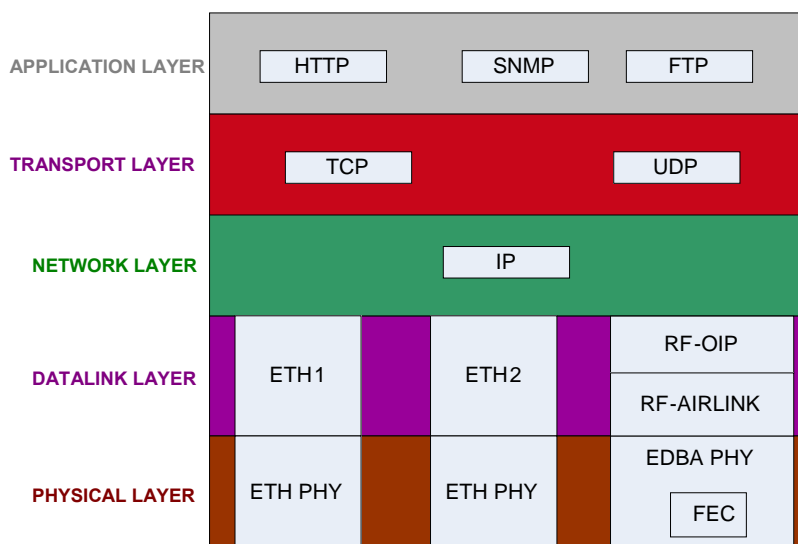 APPLICATION LAYER
HTTP
SNMP
FTP
TRANSPORT LAYER
TCP
UDP
NETWORK LAYER
IP
DATALINK LAYER
ETH1
ETH2
RF-OIP
RF-AIRLINK
PHYSICAL LAYER
ETH PHY
ETH PHY
EDBA PHY
FEC